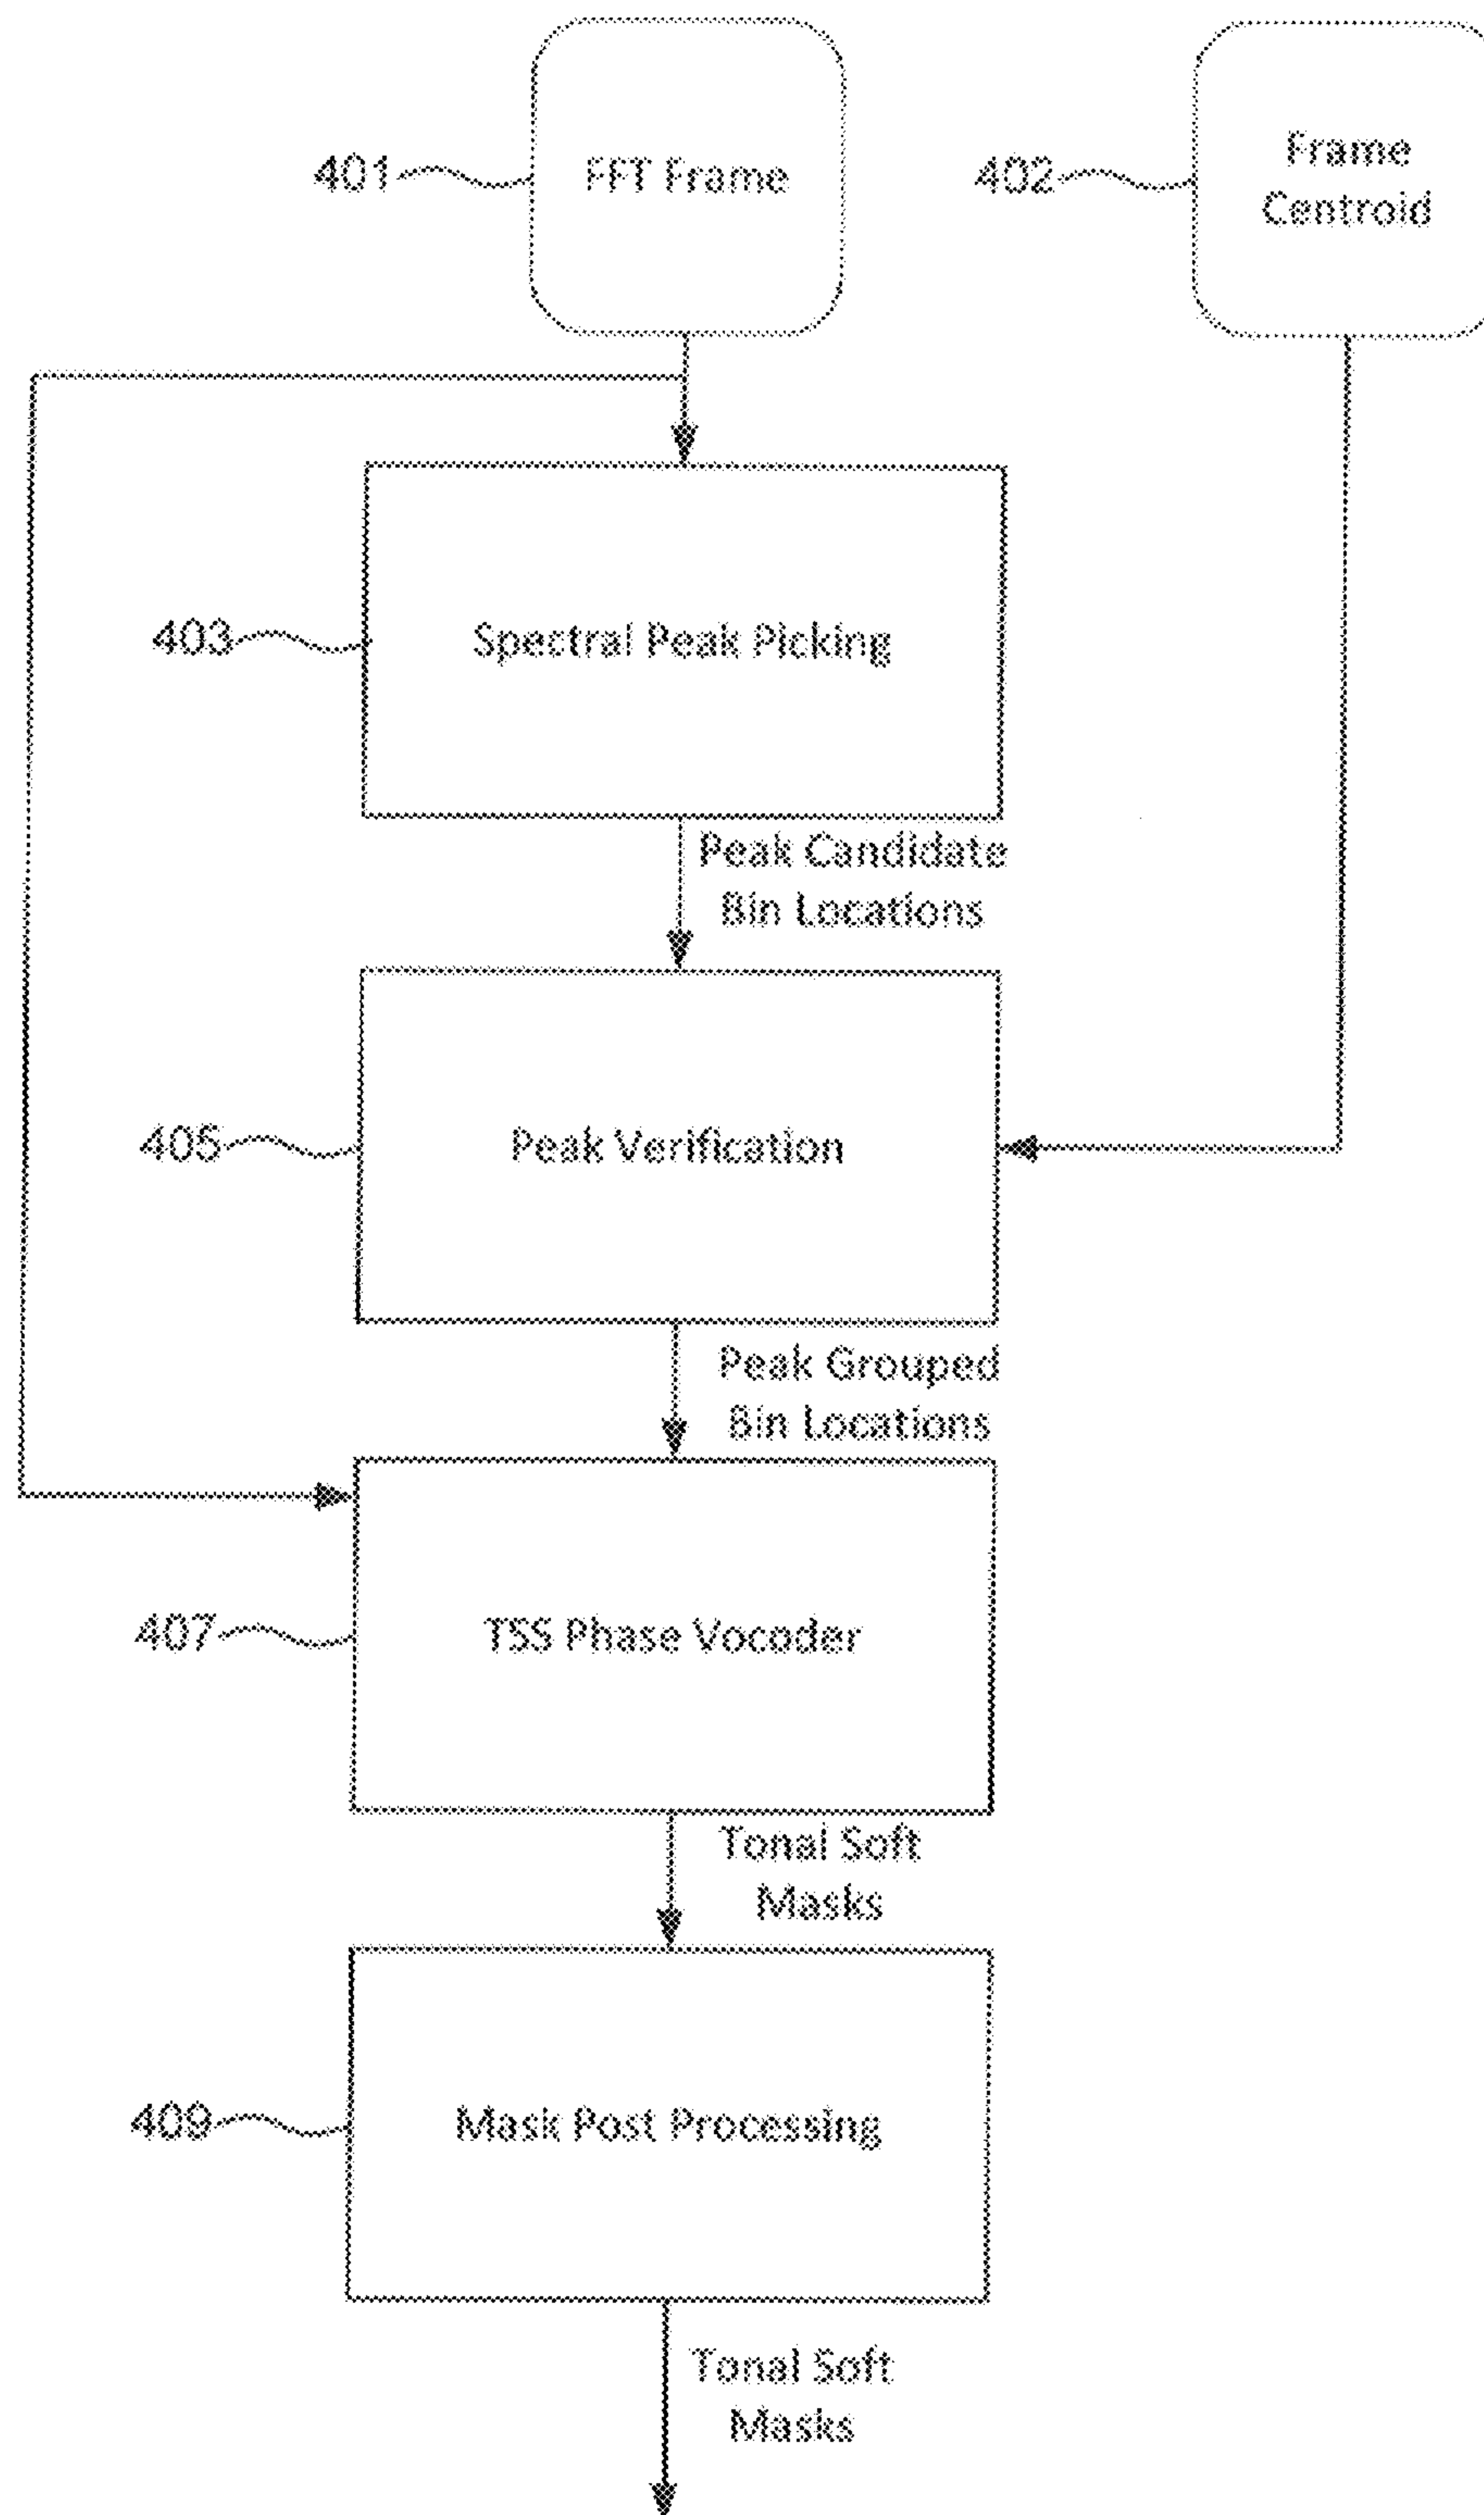 401
FFT Frame
402
Frame
Centroid
403
Spectral Peak Picking
Peak Candidate
Bin Locations
405
Peak Verification
Peak Grouped
Bin Locations
407
TSS Phase Vocoder
Tonal Soft
Masks
409
Mask Post Processing
Tonal Soft
Masks